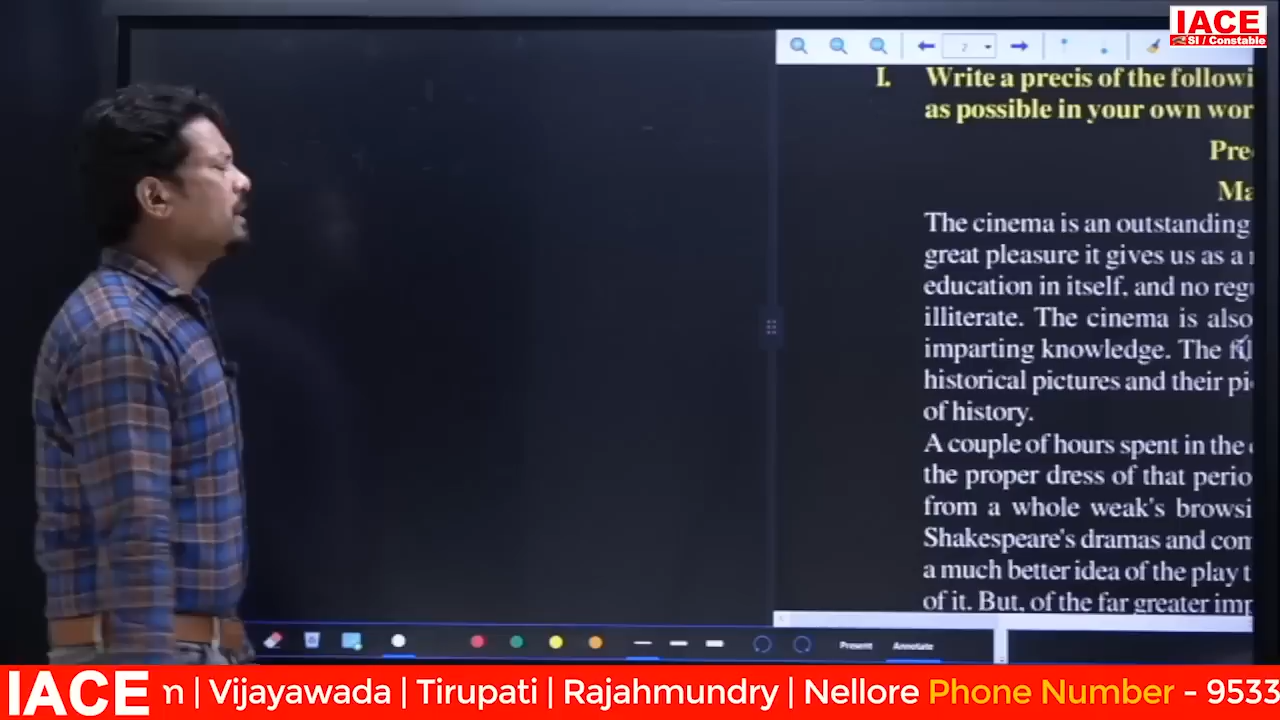 IACE
SI / Constable
2
I. Write a precis of the followi
as possible in your own wor
Pre
Ma
The cinema is an outstanding
great pleasure it gives us as a
education in itself, and no reg
illiterate. The cinema is also
imparting knowledge. The
historical pictures and their pi
of history.
A couple of hours spent in the
the proper dress of that perio
from a whole weak's browsi
Shakespeare's dramas and com
a much better idea of the play t
of it. But, of the far greater imp
Present Annotate
IACE n | Vijayawada | Tirupati | Rajahmundry | Nellore Phone Number - 9533